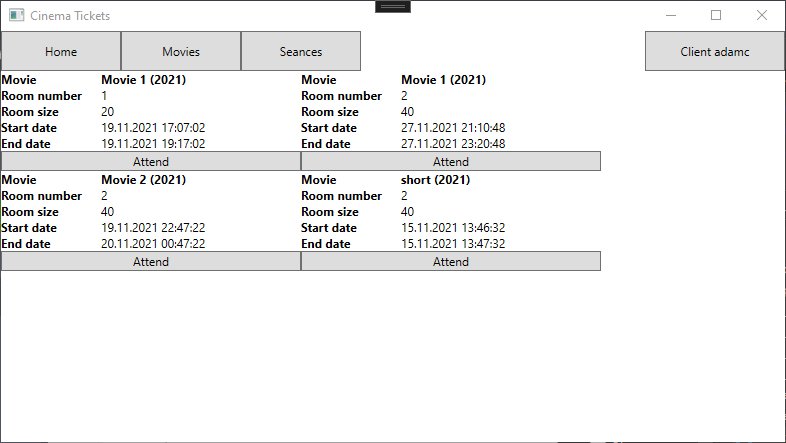 Cinema Tickets
Home Movies Seances Client adamc
Movie Movie 1 (2021) Movie Movie 1 (2021)
Room number 1 Room number 2
Room size 20 Room size 40
Start date 19.11.2021 17:07:02 Start date 27.11.2021 21:10:48
End date 19.11.2021 19:17:02 End date 27.11.2021 23:20:48
Attend Attend
Movie Movie 2 (2021) Movie short (2021)
Room number 2 Room number 2
Room size 40 Room size 40
Start date 19.11.2021 22:47:22 Start date 15.11.2021 13:46:32
End date 20.11.2021 00:47:22 End date 15.11.2021 13:47:32
Attend Attend